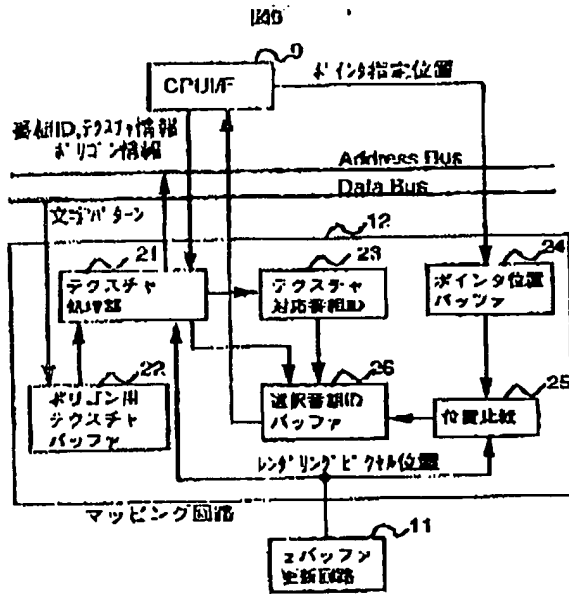 9
CPUI/F
ポインタ指定位置
番組ID,テクスチャ情報
ポリゴン情報
Address Bus
Data Bus
文字パターン
12
21
テクスチャ
処理部
23
テクスチャ
対応番組ID
24
ポインタ位置
バッファ
22
ポリゴン用
テクスチャ
バッファ
26
選択番組ID
バッファ
25
位置比較
レンダリングピクセル位置
マッピング回路
11
zバッファ
更新回路